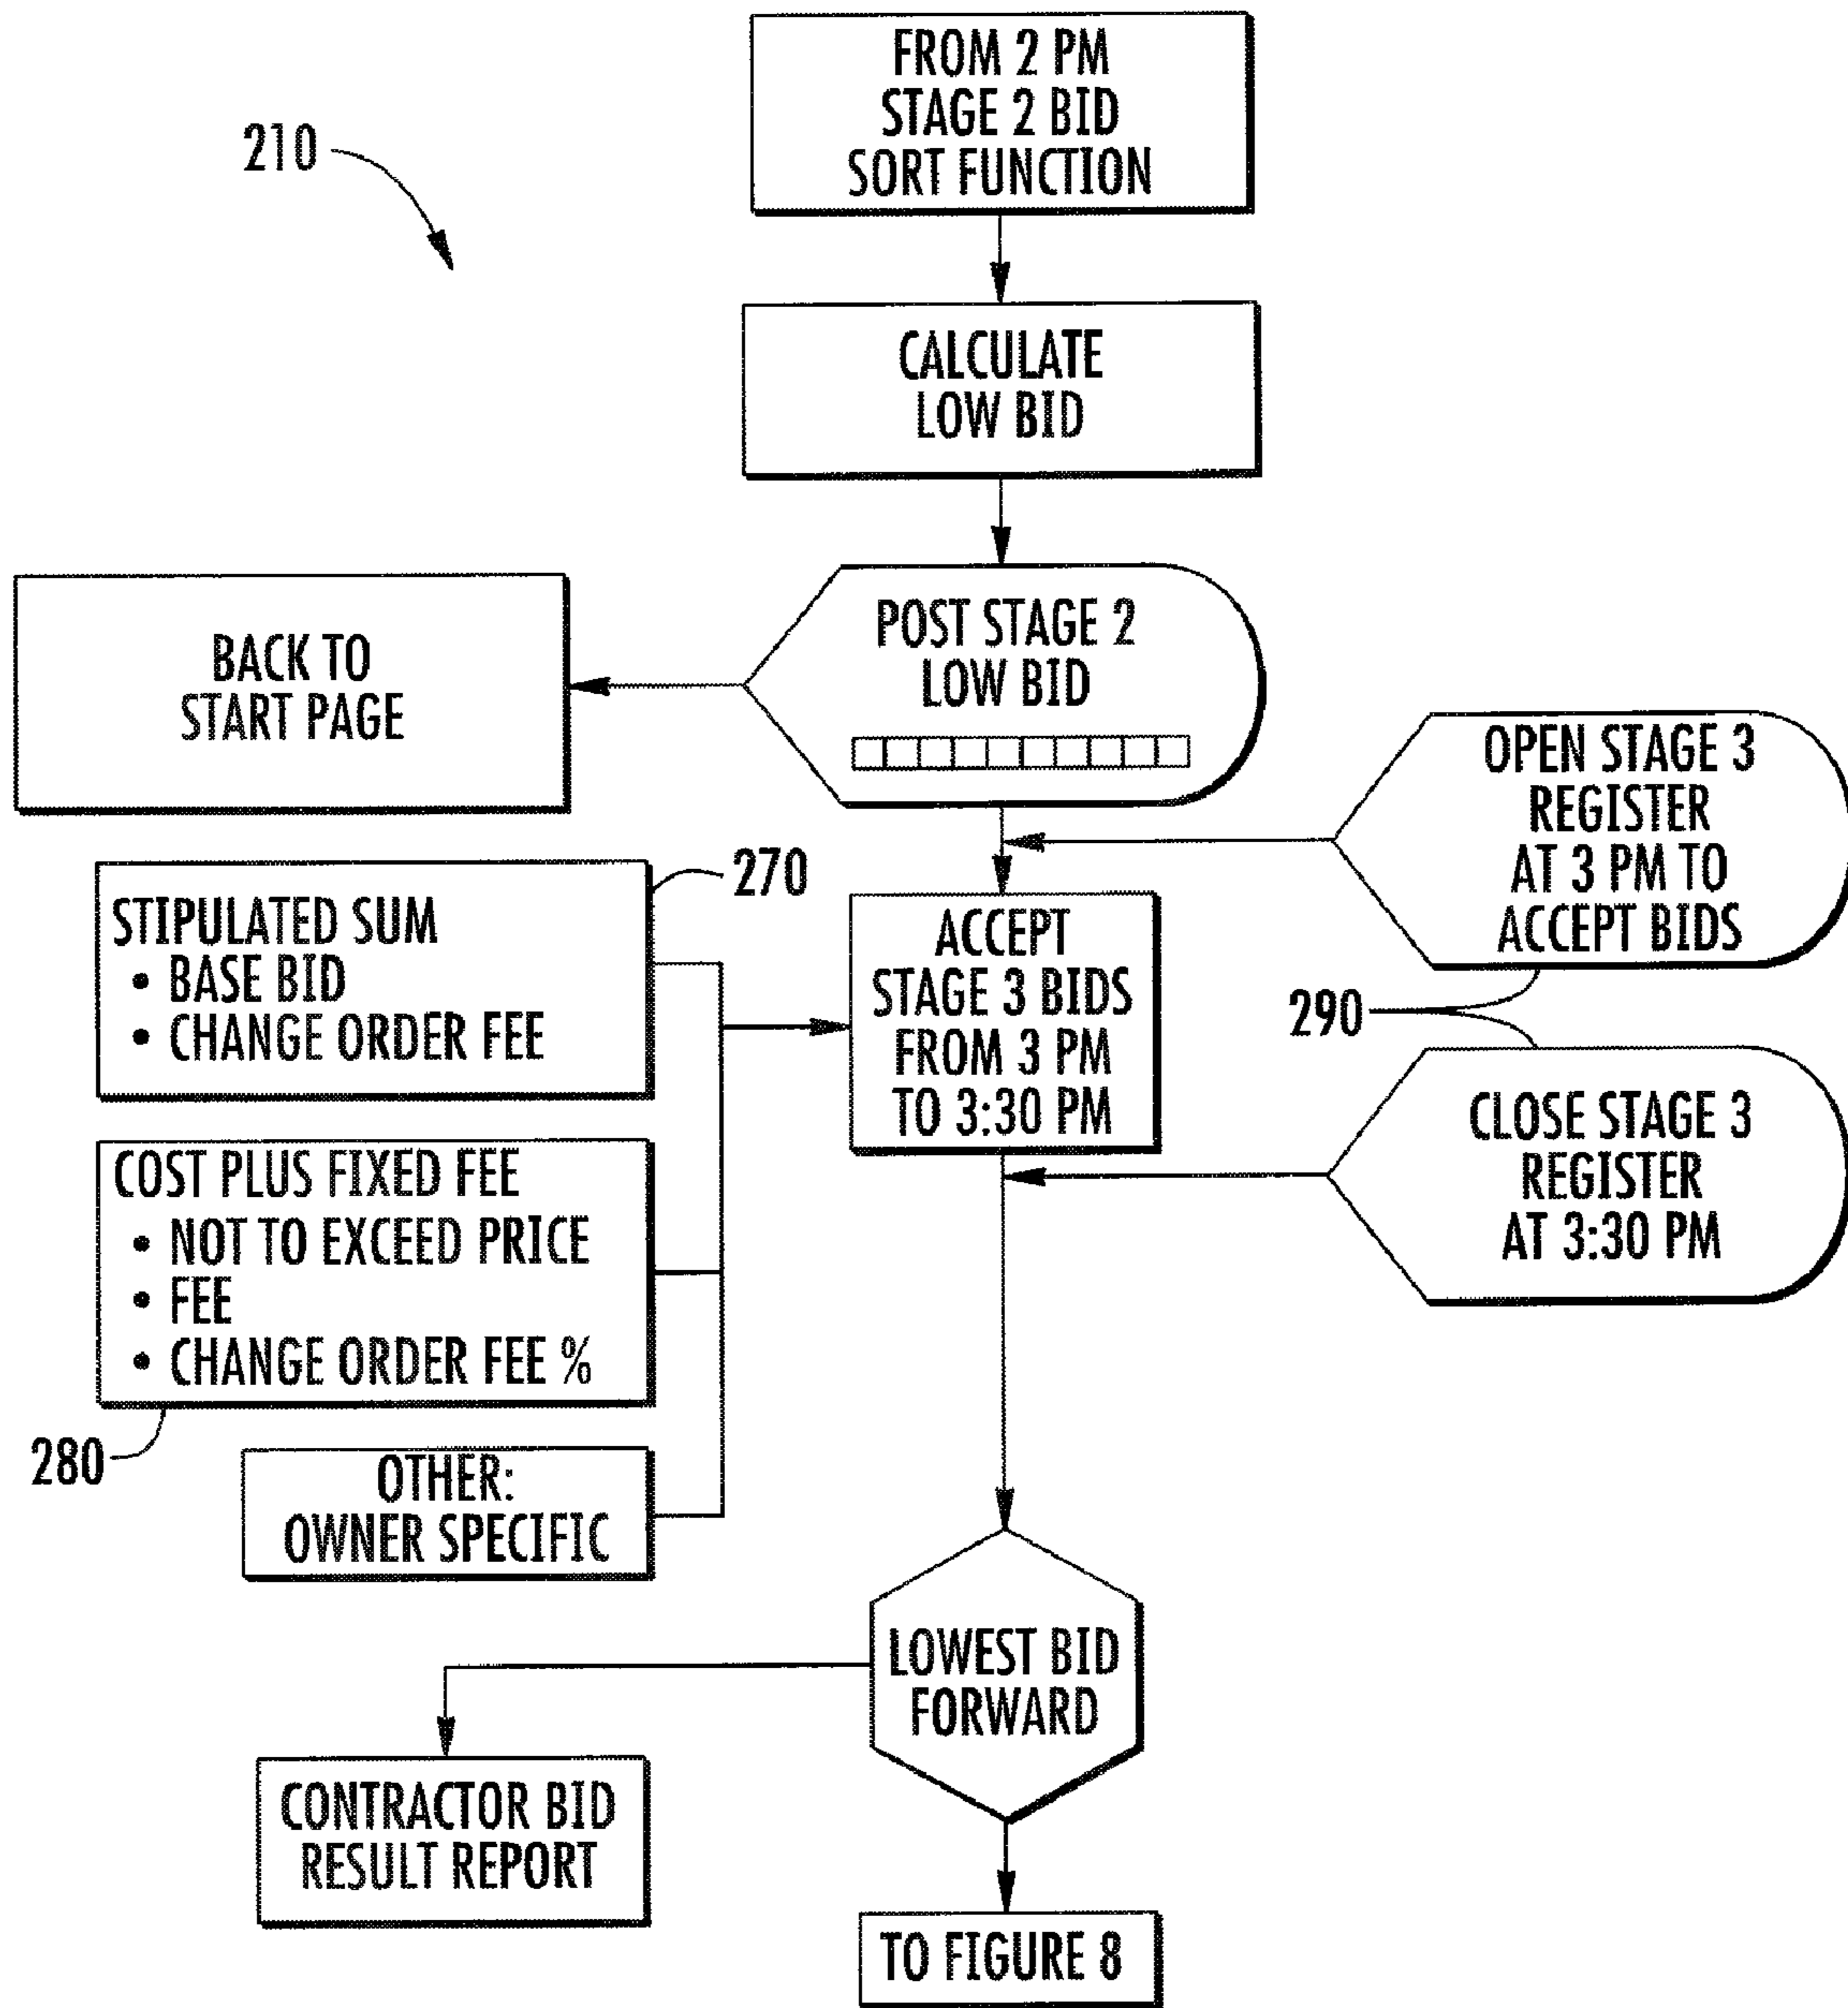 FROM 2 PM
STAGE 2 BID
SORT FUNCTION
210
CALCULATE
LOW BID
POST STAGE 2
LOW BID
BACK TO
START PAGE
OPEN STAGE 3
REGISTER
AT 3 PM TO
ACCEPT BIDS
270
STIPULATED SUM
• BASE BID
• CHANGE ORDER FEE
ACCEPT
STAGE 3 BIDS
FROM 3 PM
TO 3:30 PM
290
CLOSE STAGE 3
REGISTER
AT 3:30 PM
COST PLUS FIXED FEE
• NOT TO EXCEED PRICE
• FEE
• CHANGE ORDER FEE %
280
OTHER:
OWNER SPECIFIC
LOWEST BID
FORWARD
CONTRACTOR BID
RESULT REPORT
TO FIGURE 8